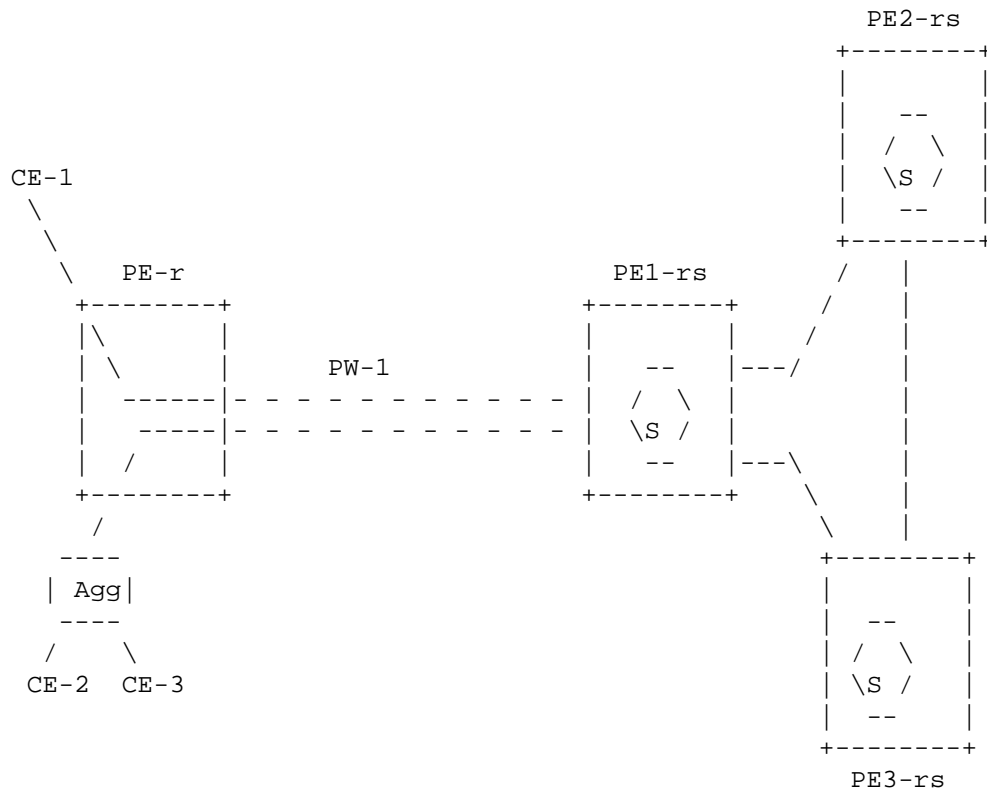 PE2-rs
CE-1
PE-r
PE1-rs
PW-1
S
S
Agg
CE-2 CE-3
S
PE3-rs